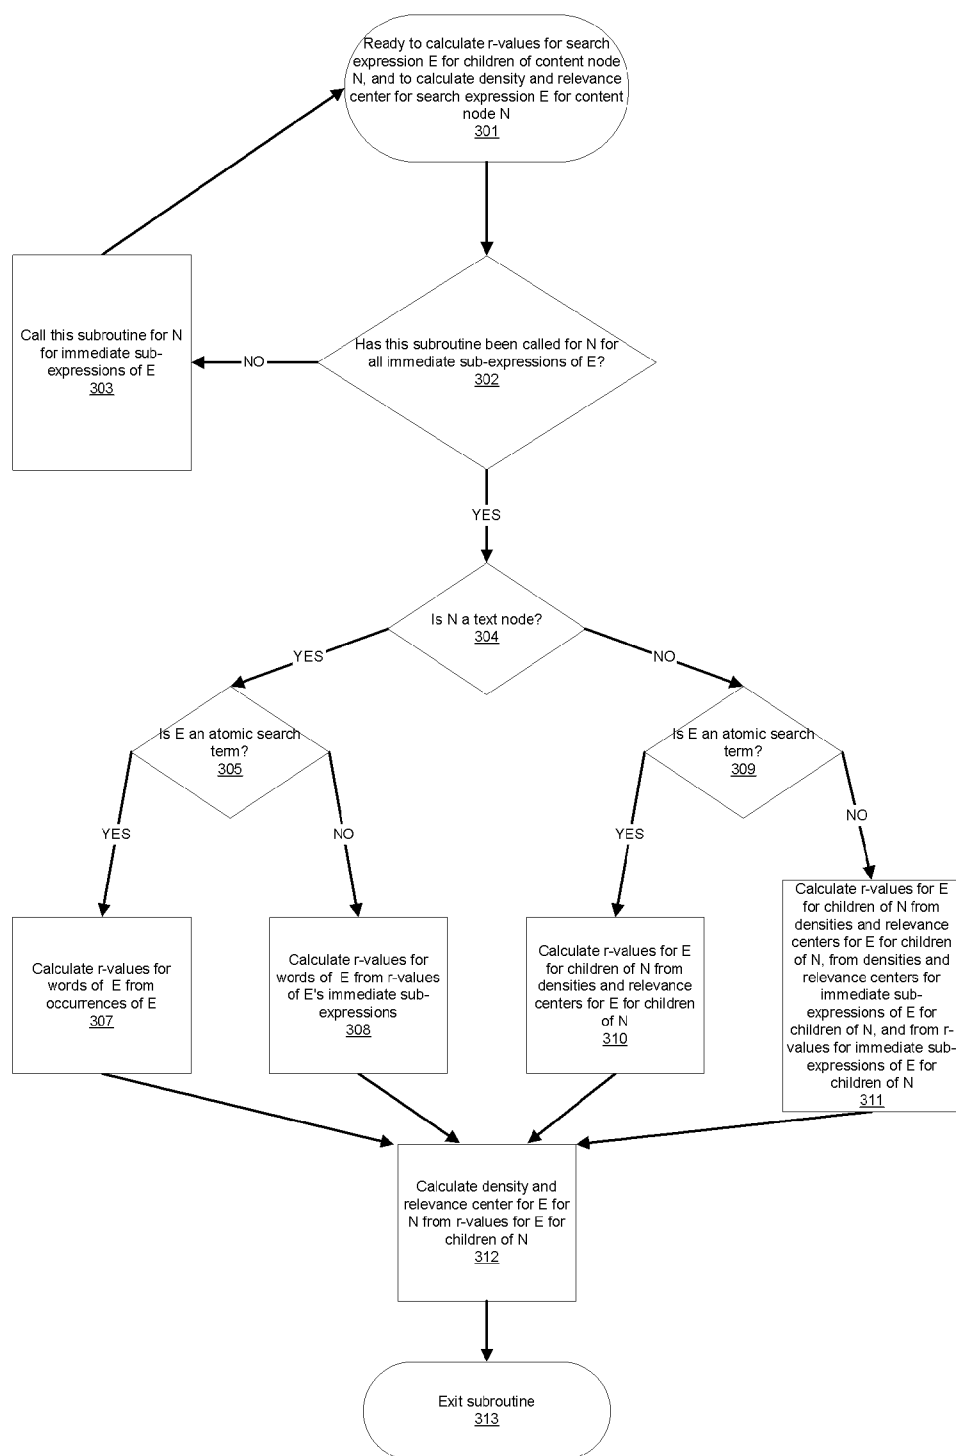 Ready to calculate r-values for search
expression E for children of content node
N, and to calculate density and relevance
center for search expression E for content
node N
301
Call this subroutine for N
for immediate sub-
expressions of E
303
NO
Has this subroutine been called for N for
all immediate sub-expressions of E?
302
YES
Is N a text node?
304
YES
NO
Is E an atomic search
term?
305
Is E an atomic search
term?
309
YES
NO
YES
NO
Calculate r-values for
words of E from
occurrences of E
307
Calculate r-values for
words of E from r-values
of E's immediate sub-
expressions
308
Calculate r-values for E
for children of N from
densities and relevance
centers for E for children
of N
310
Calculate r-values for E
for children of N from
densities and relevance
centers for E for children
of N, from densities and
relevance centers for
immediate sub-
expressions of E for
children of N, and from r-
values for immediate sub-
expressions of E for
children of N
311
Calculate density and
relevance center for E for
N from r-values for E for
children of N
312
Exit subroutine
313